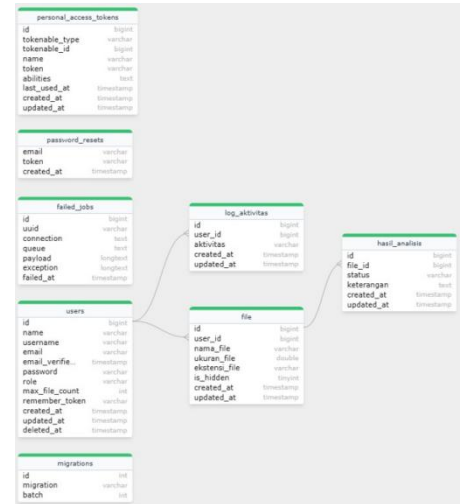 personal_access_tokens
id bigint
tokenable_type varchar
tokenable_id bigint
name varchar
token varchar
abilities text
last_used_at timestamp
created_at timestamp
updated_at timestamp
password_resets
email varchar
token varchar
created_at timestamp
failed_jobs
id bigint
uuid varchar
connection text
queue text
payload longtext
exception longtext
failed_at timestamp
users
id bigint
name varchar
username varchar
email varchar
email_verifie... timestamp
password varchar
role varchar
max_file_count int
remember_token varchar
created_at timestamp
updated_at timestamp
deleted_at timestamp
migrations
id int
migration varchar
batch int
log_aktivitas
id bigint
user_id bigint
aktivitas varchar
created_at timestamp
updated_at timestamp
file
id bigint
user_id bigint
nama_file varchar
ukuran_file double
ekstensi_file varchar
is_hidden tinyint
created_at timestamp
updated_at timestamp
hasil_analisis
id bigint
file_id bigint
status varchar
keterangan text
created_at timestamp
updated_at timestamp